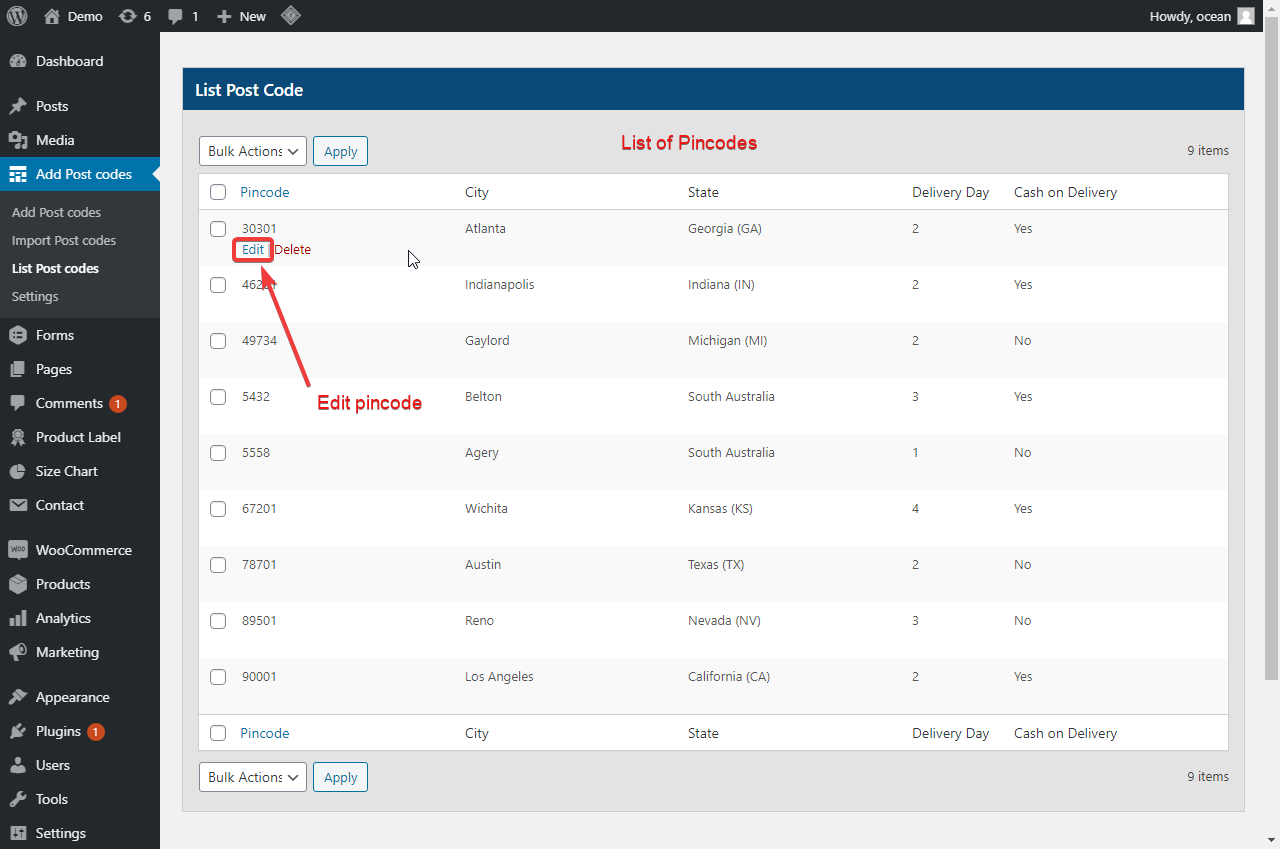 Demo 6 1 New Howdy, ocean
Dashboard
Posts
Media
Add Post codes
Add Post codes
Import Post codes
List Post codes
Settings
Forms
Pages
Comments 1
Product Label
Size Chart
Contact
WooCommerce
Products
Analytics
Marketing
Appearance
Plugins 1
Users
Tools
Settings
List Post Code
List of Pincodes
Bulk Actions Apply 9 items
Pincode City State Delivery Day Cash on Delivery
30301 Atlanta Georgia (GA) 2 Yes
Edit | Delete
Indianapolis Indiana (IN) 2 Yes
49734 Gaylord Michigan (MI) 2 No
5432 Belton South Australia 3 Yes
Edit pincode
5558 Agery South Australia 1 No
67201 Wichita Kansas (KS) 4 Yes
78701 Austin Texas (TX) 2 No
89501 Reno Nevada (NV) 3 No
90001 Los Angeles California (CA) 2 Yes
Pincode City State Delivery Day Cash on Delivery
Bulk Actions Apply 9 items